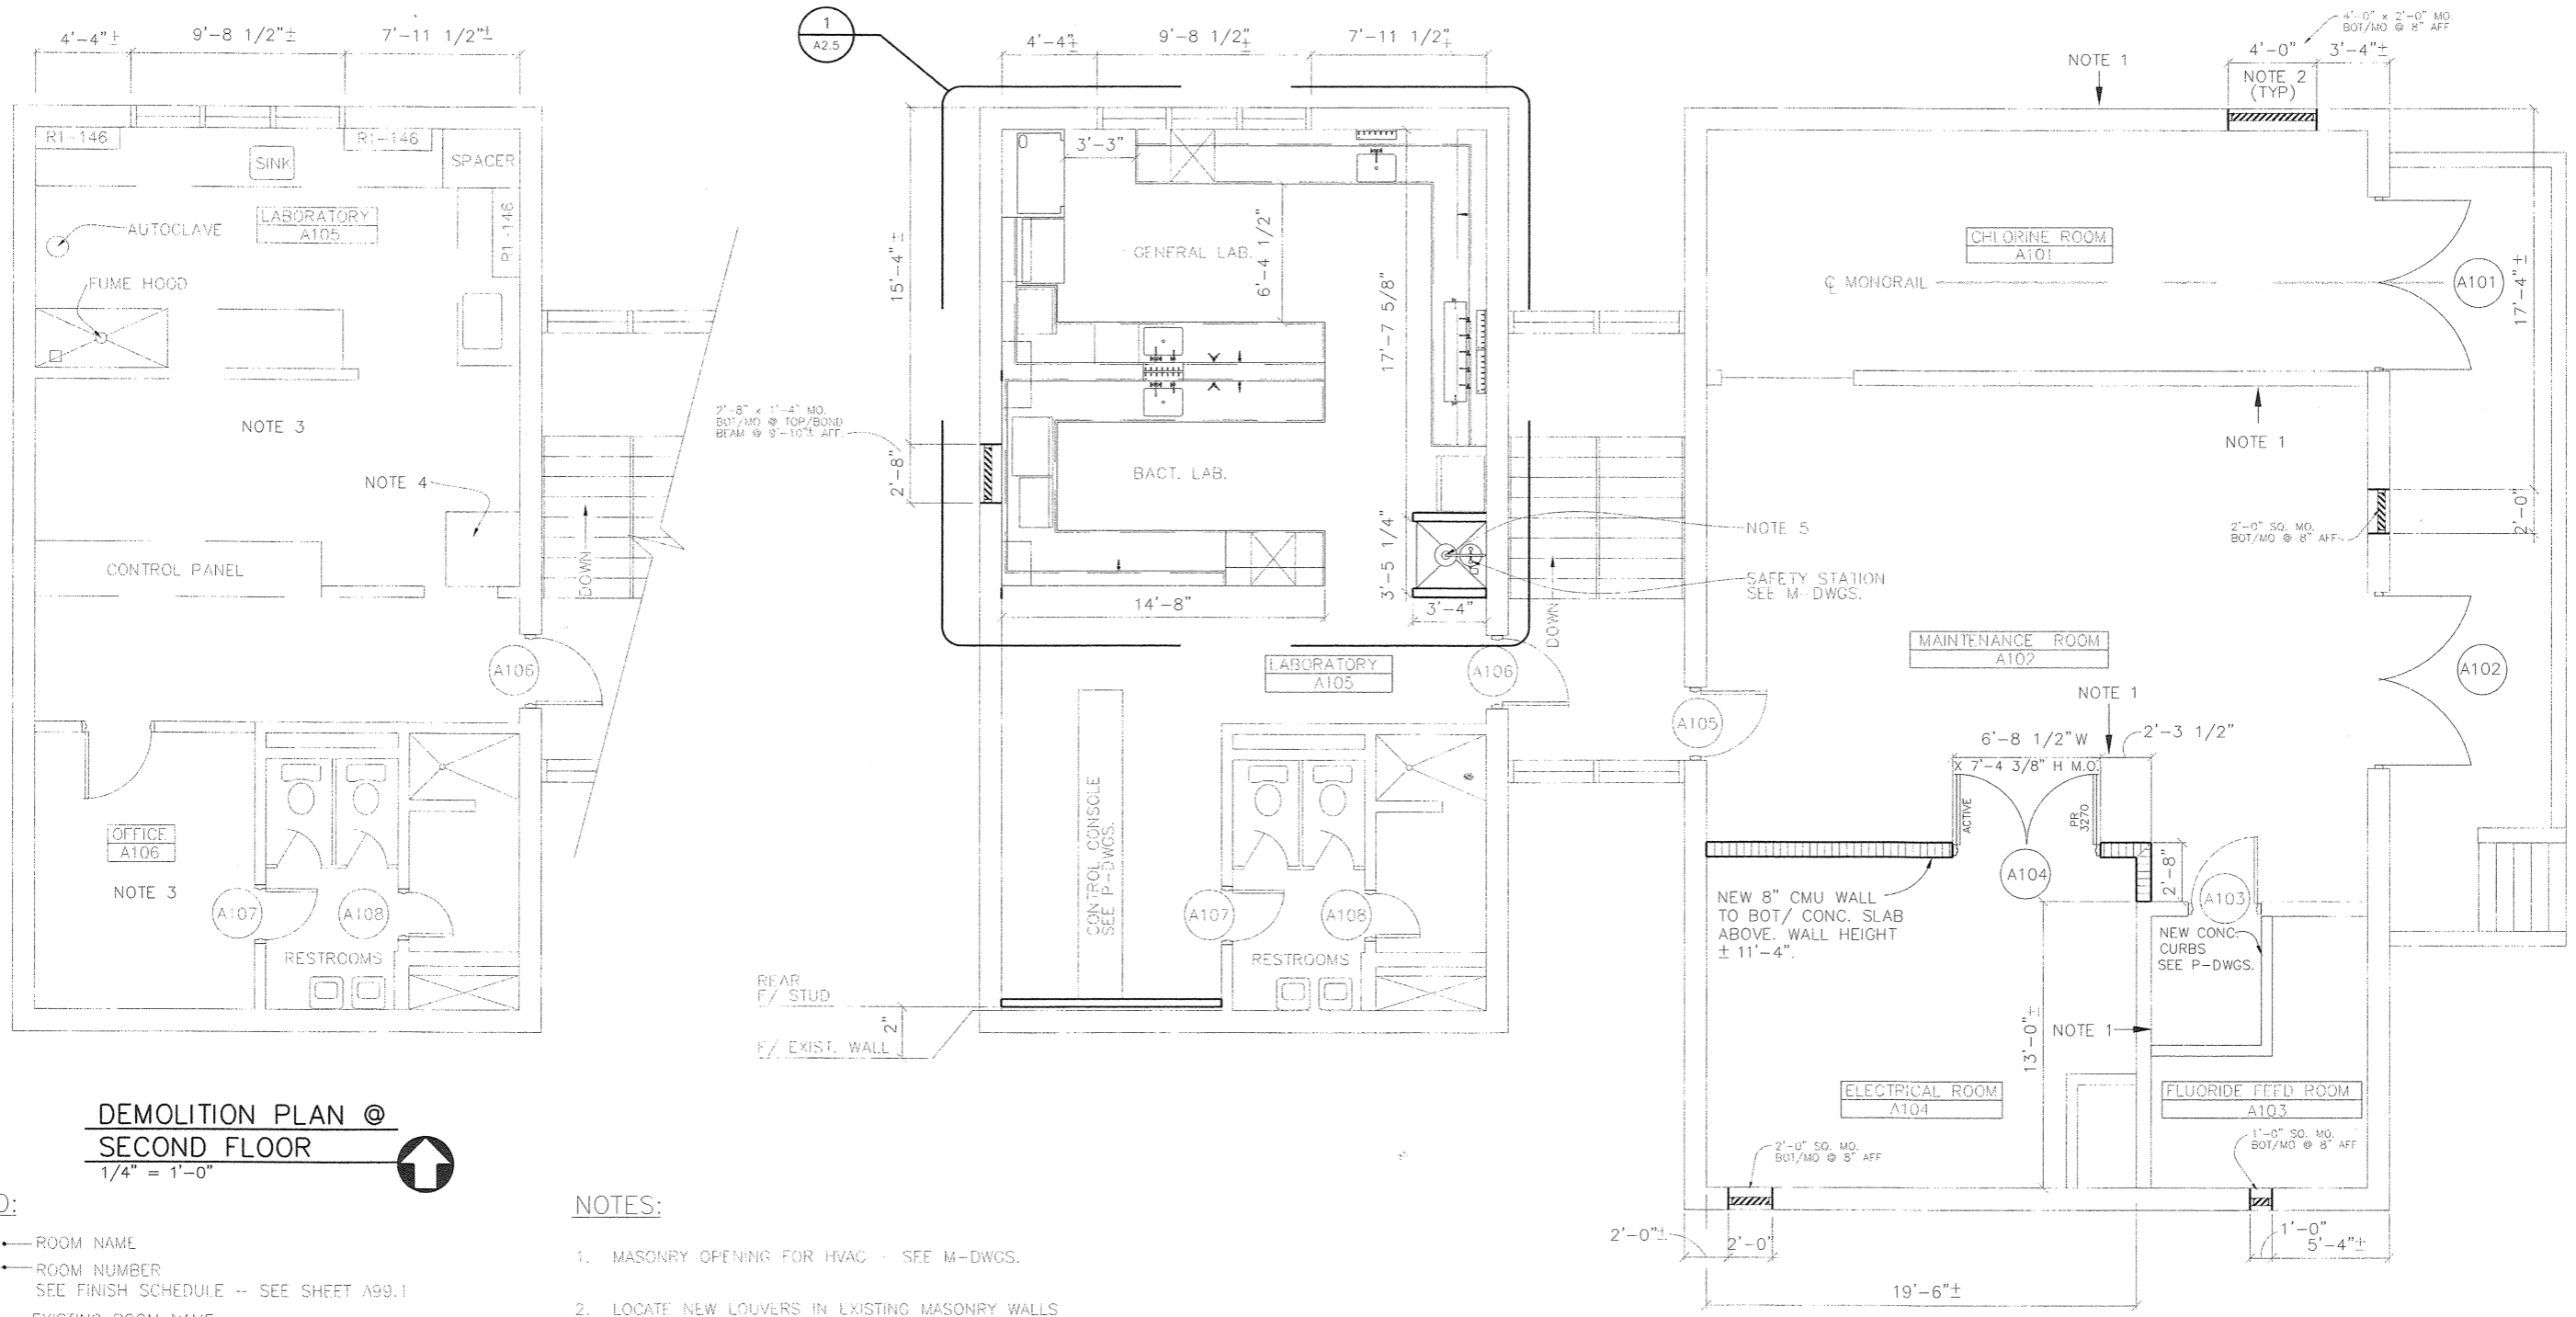 4'-4"±
9'-8 1/2"±
7'-11 1/2"±
R1-146
R1-146
SINK
SPACER
R1-146
LABORATORY
A105
AUTOCLAVE
FUME HOOD
NOTE 3
NOTE 4
CONTROL PANEL
DOWN
A106
OFFICE
A106
NOTE 3
A107
A108
RESTROOMS
DEMOLITION PLAN @
SECOND FLOOR
1/4" = 1'-0"
1
A2.5
4'-4"±
9'-8 1/2"±
7'-11 1/2"±
3'-3"
15'-4"±
GENERAL LAB.
6'-4 1/2"
17'-7 5/8"
2'-8" x 1'-4" MO.
BOT/MO @ TOP/BOND
BEAM @ 9'-10"± AFF.
2'-8"
BACT. LAB.
3'-5 1/4"
14'-8"
3'-4"
NOTE 5
SAFETY STATION
SEE M-DWGS.
DOWN
LABORATORY
A105
A106
CONTROL CONSOLE
SEE P-DWGS.
A107
A108
RESTROOMS
REAR
F/ STUD
2"
F/ EXIST. WALL
NOTE 1
4'-0" x 2'-0" MO.
BOT/MO @ 8" AFF
4'-0"
3'-4"±
NOTE 2
(TYP)
CHLORINE ROOM
A101
℄ MONORAIL
A101
17'-4"±
NOTE 1
2'-0" SQ. MO.
BOT/MO @ 8" AFF
2'-0"
MAINTENANCE ROOM
A102
A102
A105
NOTE 1
6'-8 1/2"W
2'-3 1/2"
X 7'-4 3/8" H M.O.
ACTIVE
PR
3270
A104
2'-8"
A103
NEW 8" CMU WALL
TO BOT/ CONC. SLAB
ABOVE. WALL HEIGHT
± 11'-4".
NEW CONC.
CURBS
SEE P-DWGS.
13'-0"±
NOTE 1
ELECTRICAL ROOM
A104
FLUORIDE FEED ROOM
A103
2'-0" SQ. MO.
BOT/MO @ 8" AFF
1'-0" SQ. MO.
BOT/MO @ 8" AFF
2'-0"±
2'-0"
1'-0"
5'-4"±
19'-6"±
D:
ROOM NAME
ROOM NUMBER
SEE FINISH SCHEDULE -- SEE SHEET A99.1
EXISTING ROOM NAME
NOTES:
1. MASONRY OPENING FOR HVAC - SEE M-DWGS.
2. LOCATE NEW LOUVERS IN EXISTING MASONRY WALLS